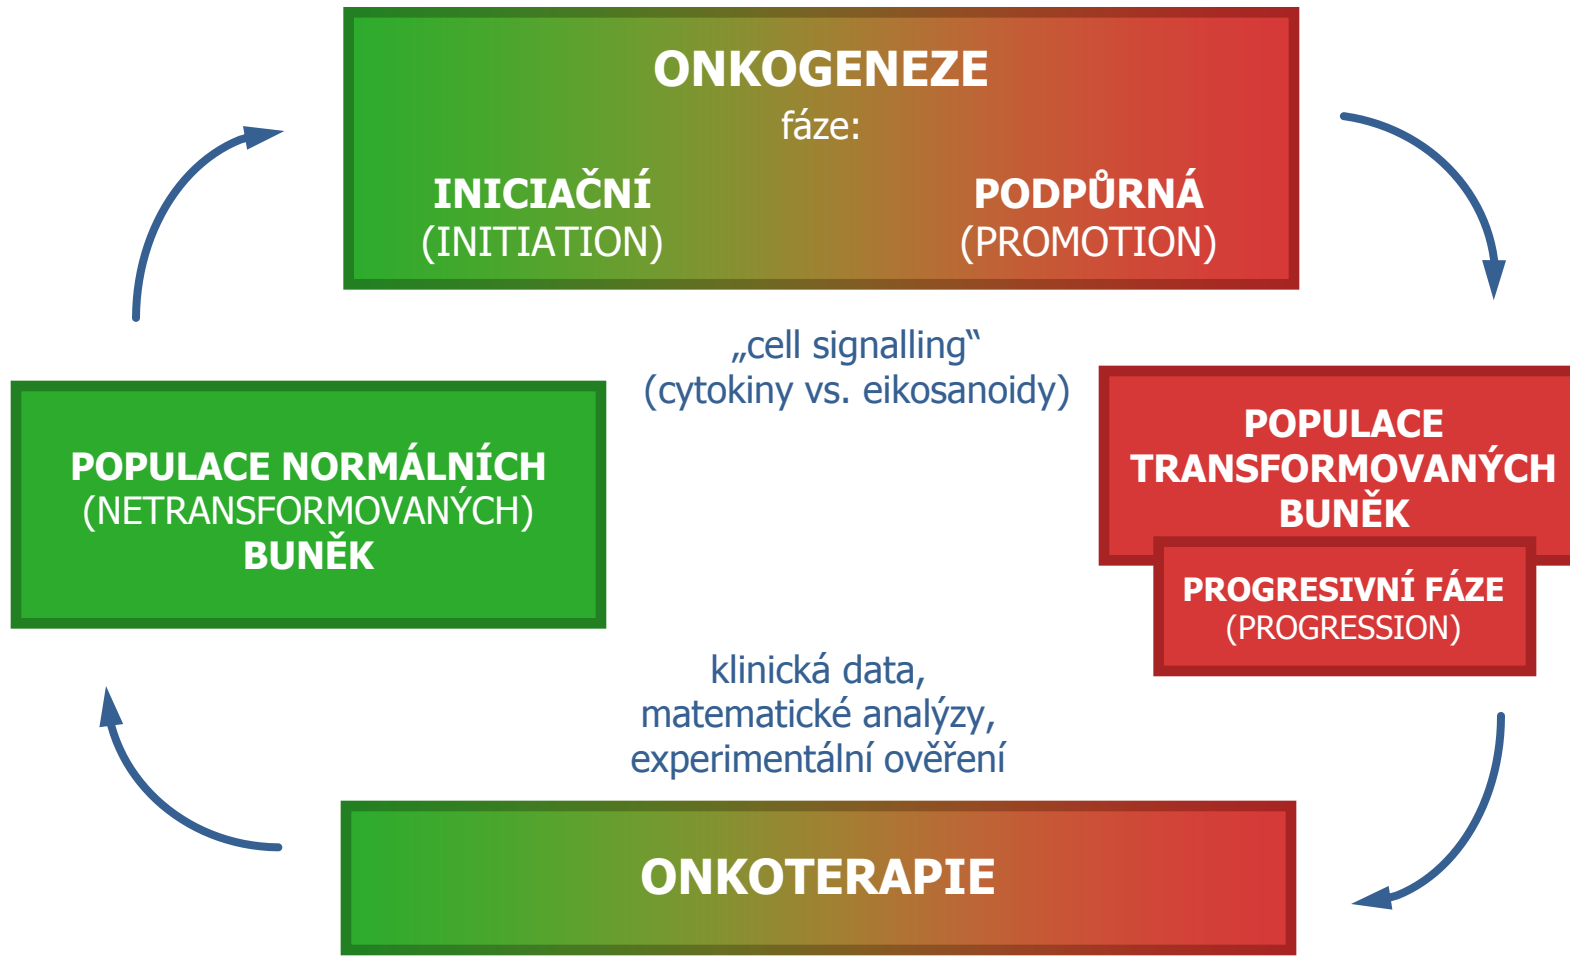 ONKOGENEZE
fáze:
INICIAČNÍ
(INITIATION)
PODPŮRNÁ
(PROMOTION)
„cell signalling“
(cytokiny vs. eikosanoidy)
POPULACE NORMÁLNÍCH
(NETRANSFORMOVANÝCH)
BUNĚK
POPULACE
TRANSFORMOVANÝCH
BUNĚK
PROGRESIVNÍ FÁZE
(PROGRESSION)
klinická data,
matematické analýzy,
experimentální ověření
ONKOTERAPIE